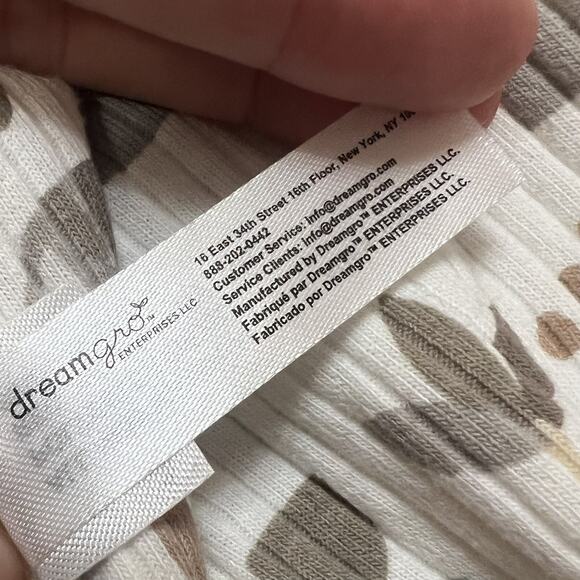 dreamgro™
ENTERPRISES LLC
16 East 34th Street 16th Floor, New York, NY
888-202-0442
Customer Service: info@dreamgro.com
Service Clients: info@dreamgro.com
Manufactured by Dreamgro™ ENTERPRISES LLC.
Fabriqué par Dreamgro™ ENTERPRISES LLC.
Fabricado por Dreamgro™ ENTERPRISES LLC.